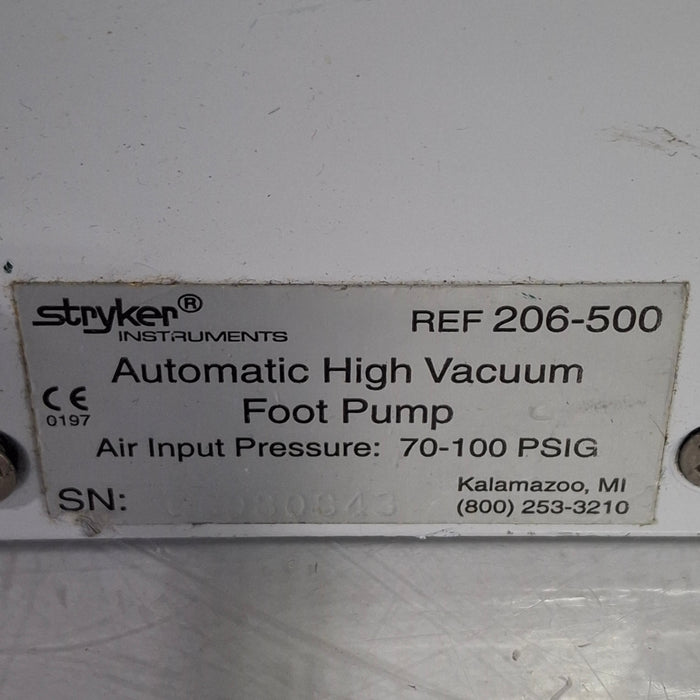 stryker®
INSTRUMENTS
REF 206-500
Automatic High Vacuum
Foot Pump
CE
0197
Air Input Pressure: 70-100 PSIG
SN:
Kalamazoo, MI
(800) 253-3210